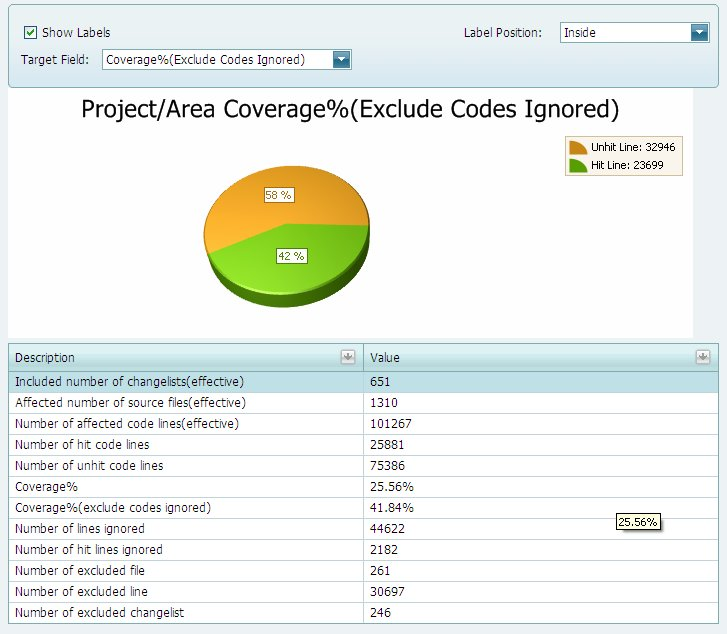 Show Labels Label Position: Inside
Target Field: Coverage%(Exclude Codes Ignored)
Project/Area Coverage%(Exclude Codes Ignored)
Unhit Line: 32946
Hit Line: 23699
58 %
42 %
Description Value
Included number of changelists(effective) 651
Affected number of source files(effective) 1310
Number of affected code lines(effective) 101267
Number of hit code lines 25881
Number of unhit code lines 75386
Coverage% 25.56%
Coverage%(exclude codes ignored) 41.84%
25.56%
Number of lines ignored 44622
Number of hit lines ignored 2182
Number of excluded file 261
Number of excluded line 30697
Number of excluded changelist 246